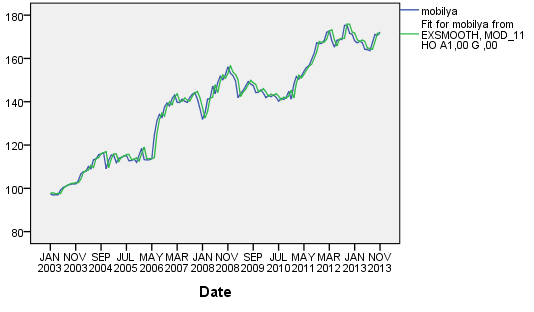 180
160
140
120
100
80
JAN NOV SEP JUL MAY MAR JAN NOV SEP JUL MAY MAR JAN NOV
2003 2003 2004 2005 2006 2007 2008 2008 2009 2010 2011 2012 2013 2013
Date
mobilya
Fit for mobilya from
EXSMOOTH, MOD_11
HO A1,00 G ,00